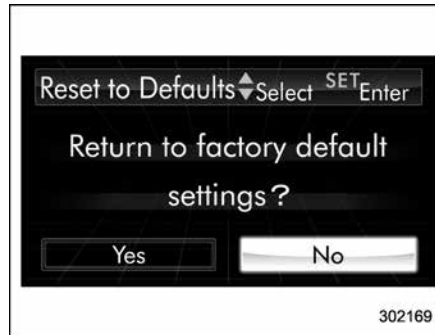 Reset to Defaults Select SET Enter
Return to factory default
settings?
Yes No
302169